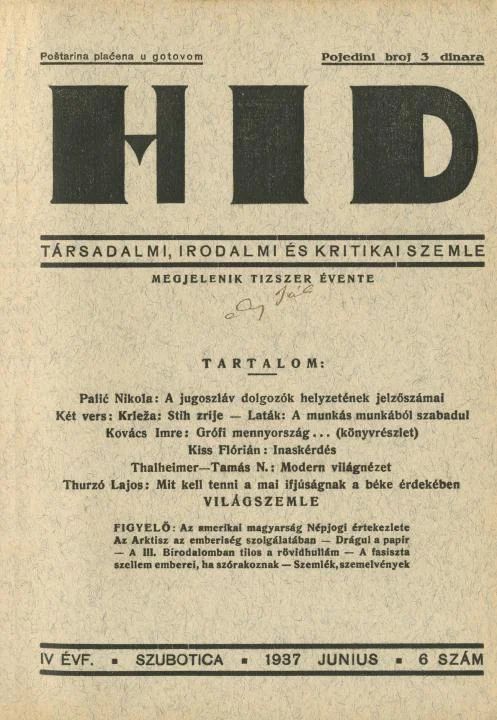 Poštarina plaćena u gotovom
Pojedini broj 3 dinara
HID
TÁRSADALMI, IRODALMI ÉS KRITIKAI SZEMLE
MEGJELENIK TIZSZER ÉVENTE
TARTALOM:
Palić Nikola: A jugoszláv dolgozók helyzetének jelzőszámai
Két vers: Krleža: Stih zrije — Laták: A munkás munkából szabadul
Kovács Imre: Grófi mennyország... (könyvrészlet)
Kiss Flórián: Inaskérdés
Thalheimer—Tamás N.: Modern világnézet
Thurzó Lajos: Mit kell tenni a mai ifjúságnak a béke érdekében
VILÁGSZEMLE
FIGYELŐ: Az amerikai magyarság Népjogi értekezlete
Az Arktisz az emberiség szolgálatában — Drágul a papir
— A III. Birodalomban tilos a rövidhullám — A fasiszta
szellem emberei, ha szórakoznak — Szemlék, szemelvények
IV ÉVF. ▪ SZUBOTICA ▪ 1937 JUNIUS ▪ 6 SZÁM